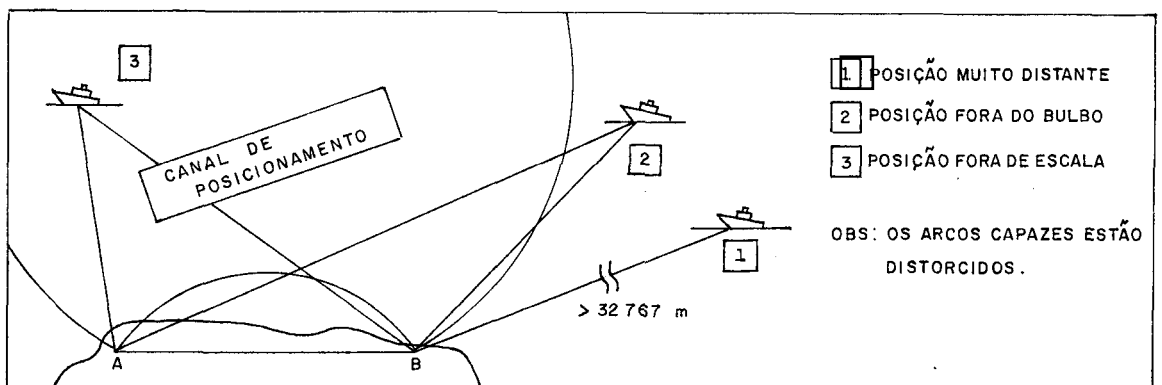 3
CANAL DE
POSICIONAMENTO
2
1
> 32 767 m
A
B
1 POSIÇÃO MUITO DISTANTE
2 POSIÇÃO FORA DO BULBO
3 POSIÇÃO FORA DE ESCALA
OBS: OS ARCOS CAPAZES ESTÃO
DISTORCIDOS.